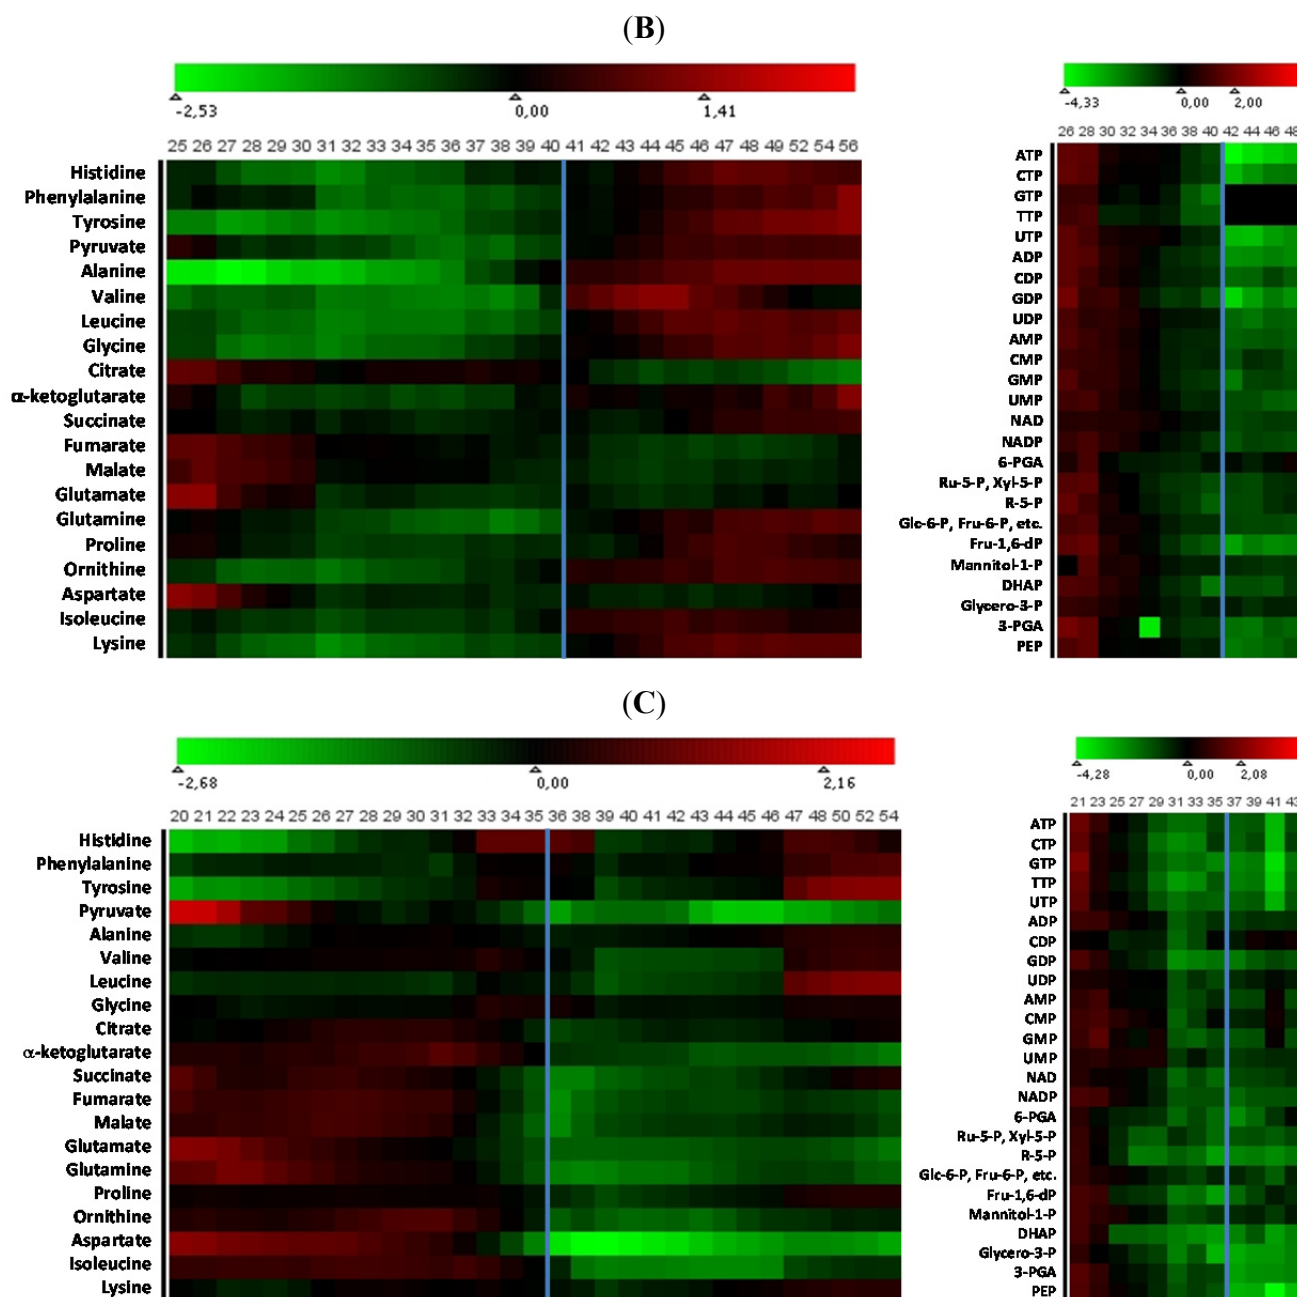 (B)
-2,53 0,00 1,41
25 26 27 28 29 30 31 32 33 34 35 36 37 38 39 40 41 42 43 44 45 46 47 48 49 52 54 56
Histidine
Phenylalanine
Tyrosine
Pyruvate
Alanine
Valine
Leucine
Glycine
Citrate
α-ketoglutarate
Succinate
Fumarate
Malate
Glutamate
Glutamine
Proline
Ornithine
Aspartate
Isoleucine
Lysine
-4,33 0,00 2,00
26 28 30 32 34 36 38 40 42 44 46 48
ATP
CTP
GTP
TTP
UTP
ADP
CDP
GDP
UDP
AMP
CMP
GMP
UMP
NAD
NADP
6-PGA
Ru-5-P, Xyl-5-P
R-5-P
Glc-6-P, Fru-6-P, etc.
Fru-1,6-dP
Mannitol-1-P
DHAP
Glycero-3-P
3-PGA
PEP
(C)
-2,68 0,00 2,16
20 21 22 23 24 25 26 27 28 29 30 31 32 33 34 35 36 38 39 40 41 42 43 44 45 46 47 48 50 52 54
Histidine
Phenylalanine
Tyrosine
Pyruvate
Alanine
Valine
Leucine
Glycine
Citrate
α-ketoglutarate
Succinate
Fumarate
Malate
Glutamate
Glutamine
Proline
Ornithine
Aspartate
Isoleucine
Lysine
-4,28 0,00 2,08
21 23 25 27 29 31 33 35 37 39 41 43
ATP
CTP
GTP
TTP
UTP
ADP
CDP
GDP
UDP
AMP
CMP
GMP
UMP
NAD
NADP
6-PGA
Ru-5-P, Xyl-5-P
R-5-P
Glc-6-P, Fru-6-P, etc.
Fru-1,6-dP
Mannitol-1-P
DHAP
Glycero-3-P
3-PGA
PEP